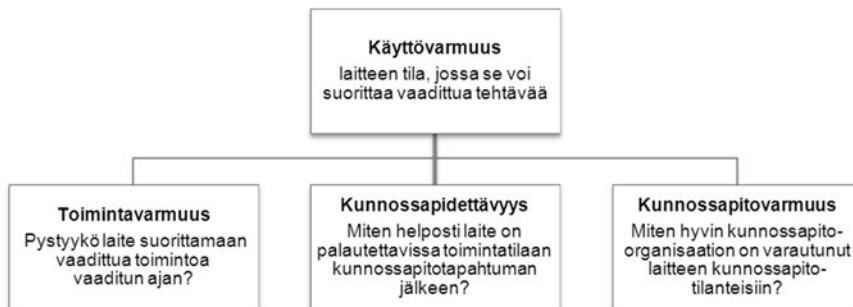 Käyttövarmuus
laitteen tila, jossa se voi
suorittaa vaadittua tehtävää
Toimintavarmuus
Pystyykö laite suorittamaan
vaadittua toimintoa
vaaditun ajan?
Kunnossapidettävyys
Miten helposti laite on
palautettavissa toimintatilaan
kunnossapitotapahtuman
jälkeen?
Kunnossapitovarmuus
Miten hyvin kunnossapito-
organisaation on varautunut
laitteen kunnossapito-
tilanteisiin?